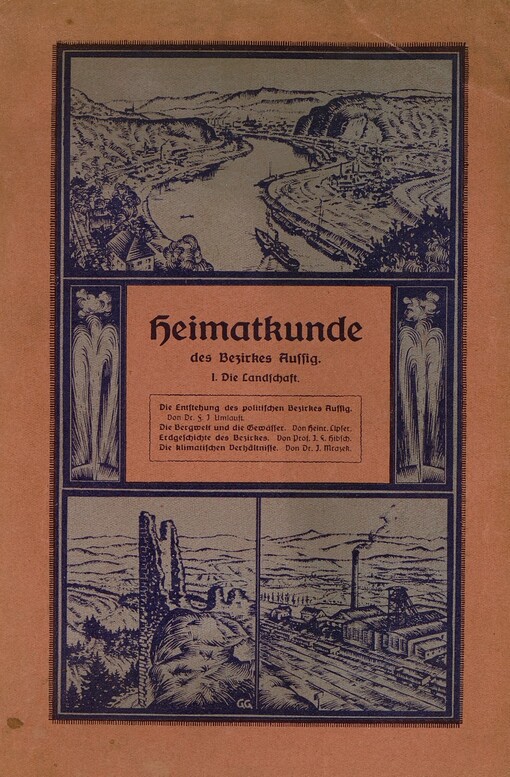 Heimatkunde
des Bezirkes Aussig.
I. Die Landschaft.
Die Entstehung des politischen Bezirkes Aussig.
Von Dr. F. J. Umlauft.
Die Bergwelt und die Gewässer. Von Heinr. Lipser.
Erdgeschichte des Bezirkes. Von Prof. J. E. Hibsch.
Die klimatischen Verhältnisse. Von Dr. J. Mrazek.
G.G.